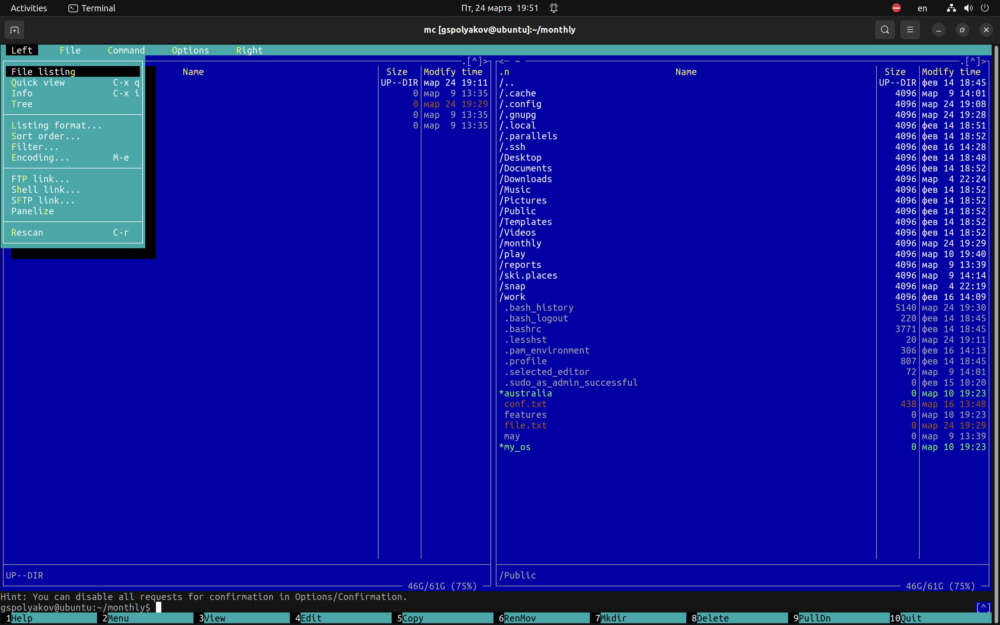 Activities Terminal Пт, 24 марта 19:51 en
mc [gspolyakov@ubuntu]:~/monthly
Left File Command Options Right
.[^]> <─ ~ .[^]>
File listing Name Size Modify time .n Name Size Modify time
Quick view C-x q UP--DIR мар 24 19:11 /.. UP--DIR фев 14 18:45
Info C-x i 0 мар 9 13:35 /.cache 4096 мар 9 14:01
Tree 0 мар 24 19:29 /.config 4096 мар 24 19:08
0 мар 9 13:35 /.gnupg 4096 мар 24 19:28
Listing format... 0 мар 9 13:35 /.local 4096 фев 14 18:51
Sort order... /.parallels 4096 фев 14 18:52
Filter... /.ssh 4096 фев 16 14:28
Encoding... M-e /Desktop 4096 фев 14 18:48
/Documents 4096 фев 14 18:52
FTP link... /Downloads 4096 мар 4 22:24
Shell link... /Music 4096 фев 14 18:52
SFTP link... /Pictures 4096 фев 14 18:52
Panelize /Public 4096 фев 14 18:52
/Templates 4096 фев 14 18:52
Rescan C-r /Videos 4096 фев 14 18:52
/monthly 4096 мар 24 19:29
/play 4096 мар 10 19:40
/reports 4096 мар 9 13:39
/ski.places 4096 мар 9 14:14
/snap 4096 мар 4 22:19
/work 4096 фев 16 14:09
.bash_history 5140 мар 24 19:30
.bash_logout 220 фев 14 18:45
.bashrc 3771 фев 14 18:45
.lesshst 20 мар 24 19:11
.pam_environment 306 фев 16 14:13
.profile 807 фев 14 18:45
.selected_editor 72 мар 9 14:01
.sudo_as_admin_successful 0 фев 15 10:20
*australia 0 мар 10 19:23
conf.txt 438 мар 16 13:48
features 0 мар 10 19:23
file.txt 0 мар 24 19:29
may 0 мар 9 13:39
*my_os 0 мар 10 19:23
UP--DIR /Public
46G/61G (75%) 46G/61G (75%)
Hint: You can disable all requests for confirmation in Options/Confirmation.
gspolyakov@ubuntu:~/monthly$ [^]
1Help 2Menu 3View 4Edit 5Copy 6RenMov 7Mkdir 8Delete 9PullDn 10Quit